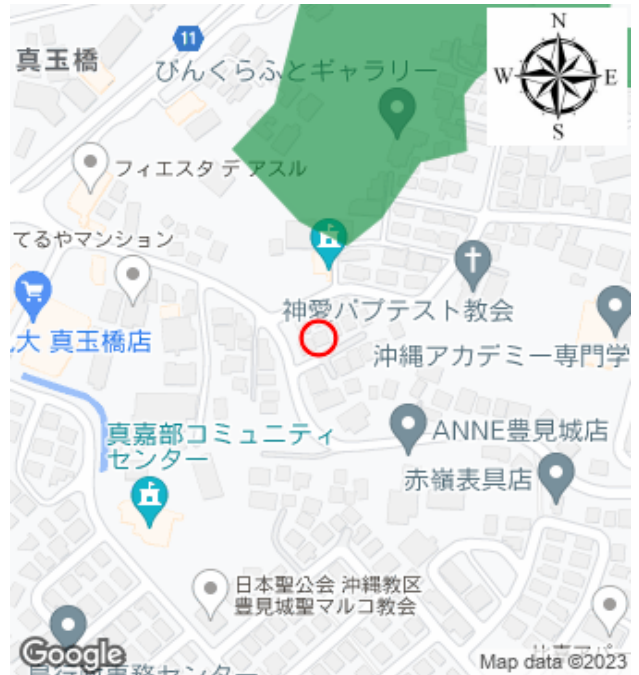 N
W
E
S
11
真玉橋
びんくらふとギャラリー
フィエスタ デ アスル
てるやマンション
大 真玉橋店
神愛バプテスト教会
沖縄アカデミー専門学
真嘉部コミュニティ
センター
ANNE豊見城店
赤嶺表具店
日本聖公会 沖縄教区
豊見城聖マルコ教会
Google
Map data ©2023